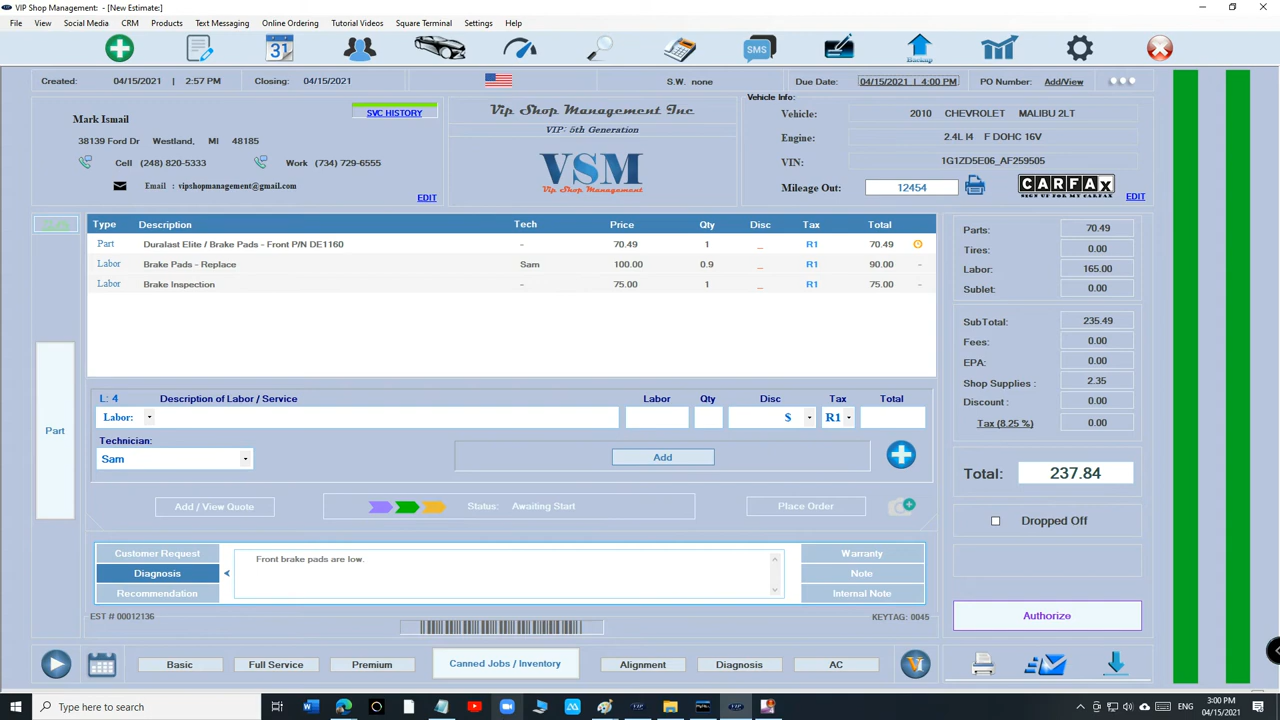 VIP Shop Management: - [New Estimate:]
File View Social Media CRM Products Text Messaging Online Ordering Tutorial Videos Square Terminal Settings Help
31 SMS Backup
Created: 04/15/2021 | 2:57 PM Closing: 04/15/2021 S.W. none Due Date: 04/15/2021 | 4:00 PM PO Number: Add/View
Mark Ismail
SVC HISTORY
38139 Ford Dr Westland, MI 48185
Cell (248) 820-5333 Work (734) 729-6555
Email : vipshopmanagement@gmail.com
EDIT
Vip Shop Management Inc
VIP: 5th Generation
VSM
Vip Shop Management
Vehicle Info:
Vehicle: 2010 CHEVROLET MALIBU 2LT
Engine: 2.4L I4 F DOHC 16V
VIN: 1G1ZD5E06_AF259505
Mileage Out: 12454
CARFAX
SIGN UP FOR MY CARFAX
EDIT
Type Description Tech Price Qty Disc Tax Total
Part Duralast Elite / Brake Pads - Front P/N DE1160 - 70.49 1 _ R1 70.49
Labor Brake Pads - Replace Sam 100.00 0.9 _ R1 90.00 -
Labor Brake Inspection - 75.00 1 _ R1 75.00 -
Part
L: 4 Description of Labor / Service Labor Qty Disc Tax Total
Labor: $ R1
Technician:
Sam
Add
Add / View Quote
Status: Awaiting Start
Place Order
Customer Request
Diagnosis
Recommendation
Front brake pads are low.
Warranty
Note
Internal Note
EST # 00012136
KEYTAG: 0045
Parts: 70.49
Tires: 0.00
Labor: 165.00
Sublet: 0.00
SubTotal: 235.49
Fees: 0.00
EPA: 0.00
Shop Supplies : 2.35
Discount : 0.00
Tax (8.25 %) 0.00
Total: 237.84
Dropped Off
Authorize
Basic Full Service Premium Canned Jobs / Inventory Alignment Diagnosis AC
Type here to search
ENG
3:00 PM
04/15/2021